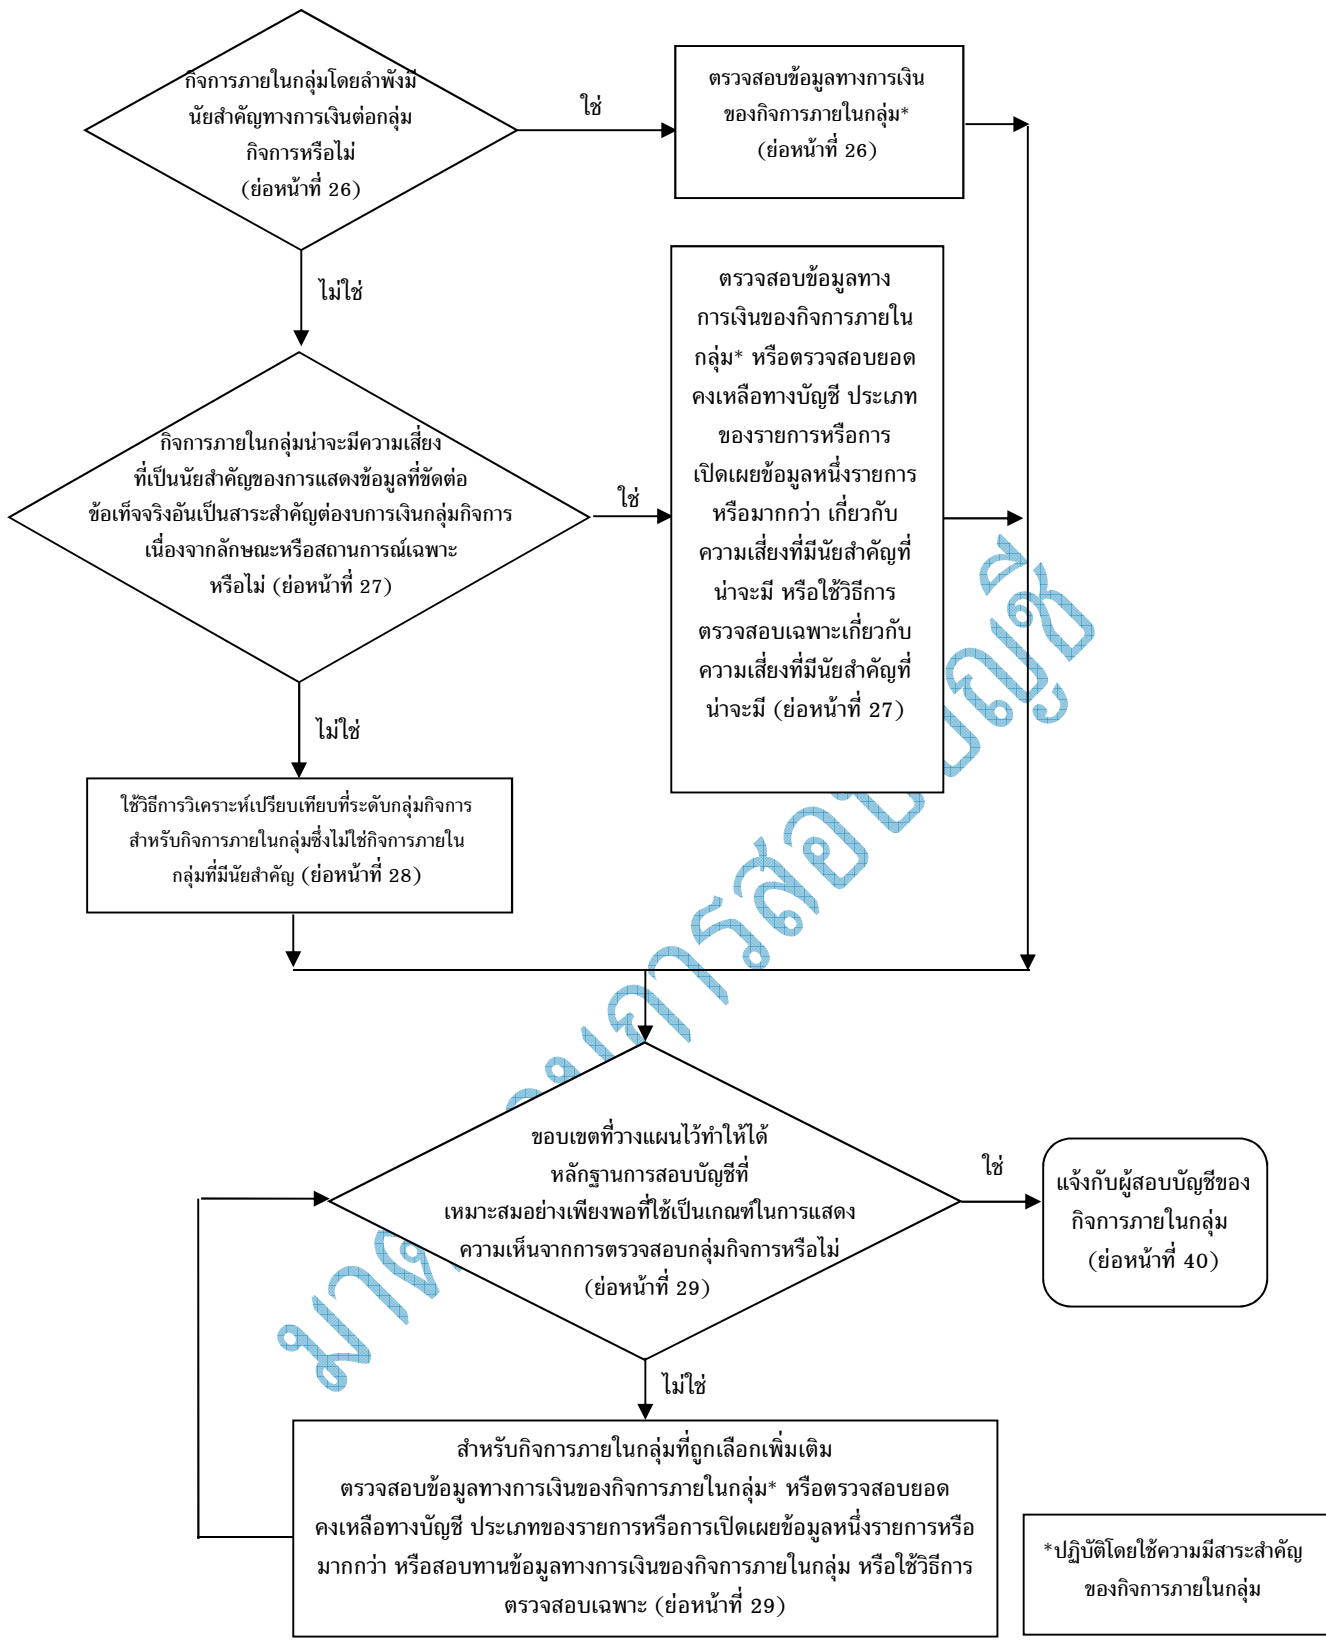 กิจการภายในกลุ่มโดยลำพังมี
นัยสำคัญทางการเงินต่อกลุ่ม
กิจการหรือไม่
(ย่อหน้าที่ 26)
ใช่
ตรวจสอบข้อมูลทางการเงิน
ของกิจการภายในกลุ่ม*
(ย่อหน้าที่ 26)
ไม่ใช่
กิจการภายในกลุ่มน่าจะมีความเสี่ยง
ที่เป็นนัยสำคัญของการแสดงข้อมูลที่ขัดต่อ
ข้อเท็จจริงอันเป็นสาระสำคัญต่องบการเงินกลุ่มกิจการ
เนื่องจากลักษณะหรือสถานการณ์เฉพาะ
หรือไม่ (ย่อหน้าที่ 27)
ใช่
ตรวจสอบข้อมูลทาง
การเงินของกิจการภายใน
กลุ่ม* หรือตรวจสอบยอด
คงเหลือทางบัญชี ประเภท
ของรายการหรือการ
เปิดเผยข้อมูลหนึ่งรายการ
หรือมากกว่า เกี่ยวกับ
ความเสี่ยงที่มีนัยสำคัญที่
น่าจะมี หรือใช้วิธีการ
ตรวจสอบเฉพาะเกี่ยวกับ
ความเสี่ยงที่มีนัยสำคัญที่
น่าจะมี (ย่อหน้าที่ 27)
ไม่ใช่
ใช้วิธีการวิเคราะห์เปรียบเทียบที่ระดับกลุ่มกิจการ
สำหรับกิจการภายในกลุ่มซึ่งไม่ใช่กิจการภายใน
กลุ่มที่มีนัยสำคัญ (ย่อหน้าที่ 28)
ขอบเขตที่วางแผนไว้ทำให้ได้
หลักฐานการสอบบัญชีที่
เหมาะสมอย่างเพียงพอที่ใช้เป็นเกณฑ์ในการแสดง
ความเห็นจากการตรวจสอบกลุ่มกิจการหรือไม่
(ย่อหน้าที่ 29)
ใช่
แจ้งกับผู้สอบบัญชีของ
กิจการภายในกลุ่ม
(ย่อหน้าที่ 40)
ไม่ใช่
สำหรับกิจการภายในกลุ่มที่ถูกเลือกเพิ่มเติม
ตรวจสอบข้อมูลทางการเงินของกิจการภายในกลุ่ม* หรือตรวจสอบยอด
คงเหลือทางบัญชี ประเภทของรายการหรือการเปิดเผยข้อมูลหนึ่งรายการหรือ
มากกว่า หรือสอบทานข้อมูลทางการเงินของกิจการภายในกลุ่ม หรือใช้วิธีการ
ตรวจสอบเฉพาะ (ย่อหน้าที่ 29)
*ปฏิบัติโดยใช้ความมีสาระสำคัญ
ของกิจการภายในกลุ่ม